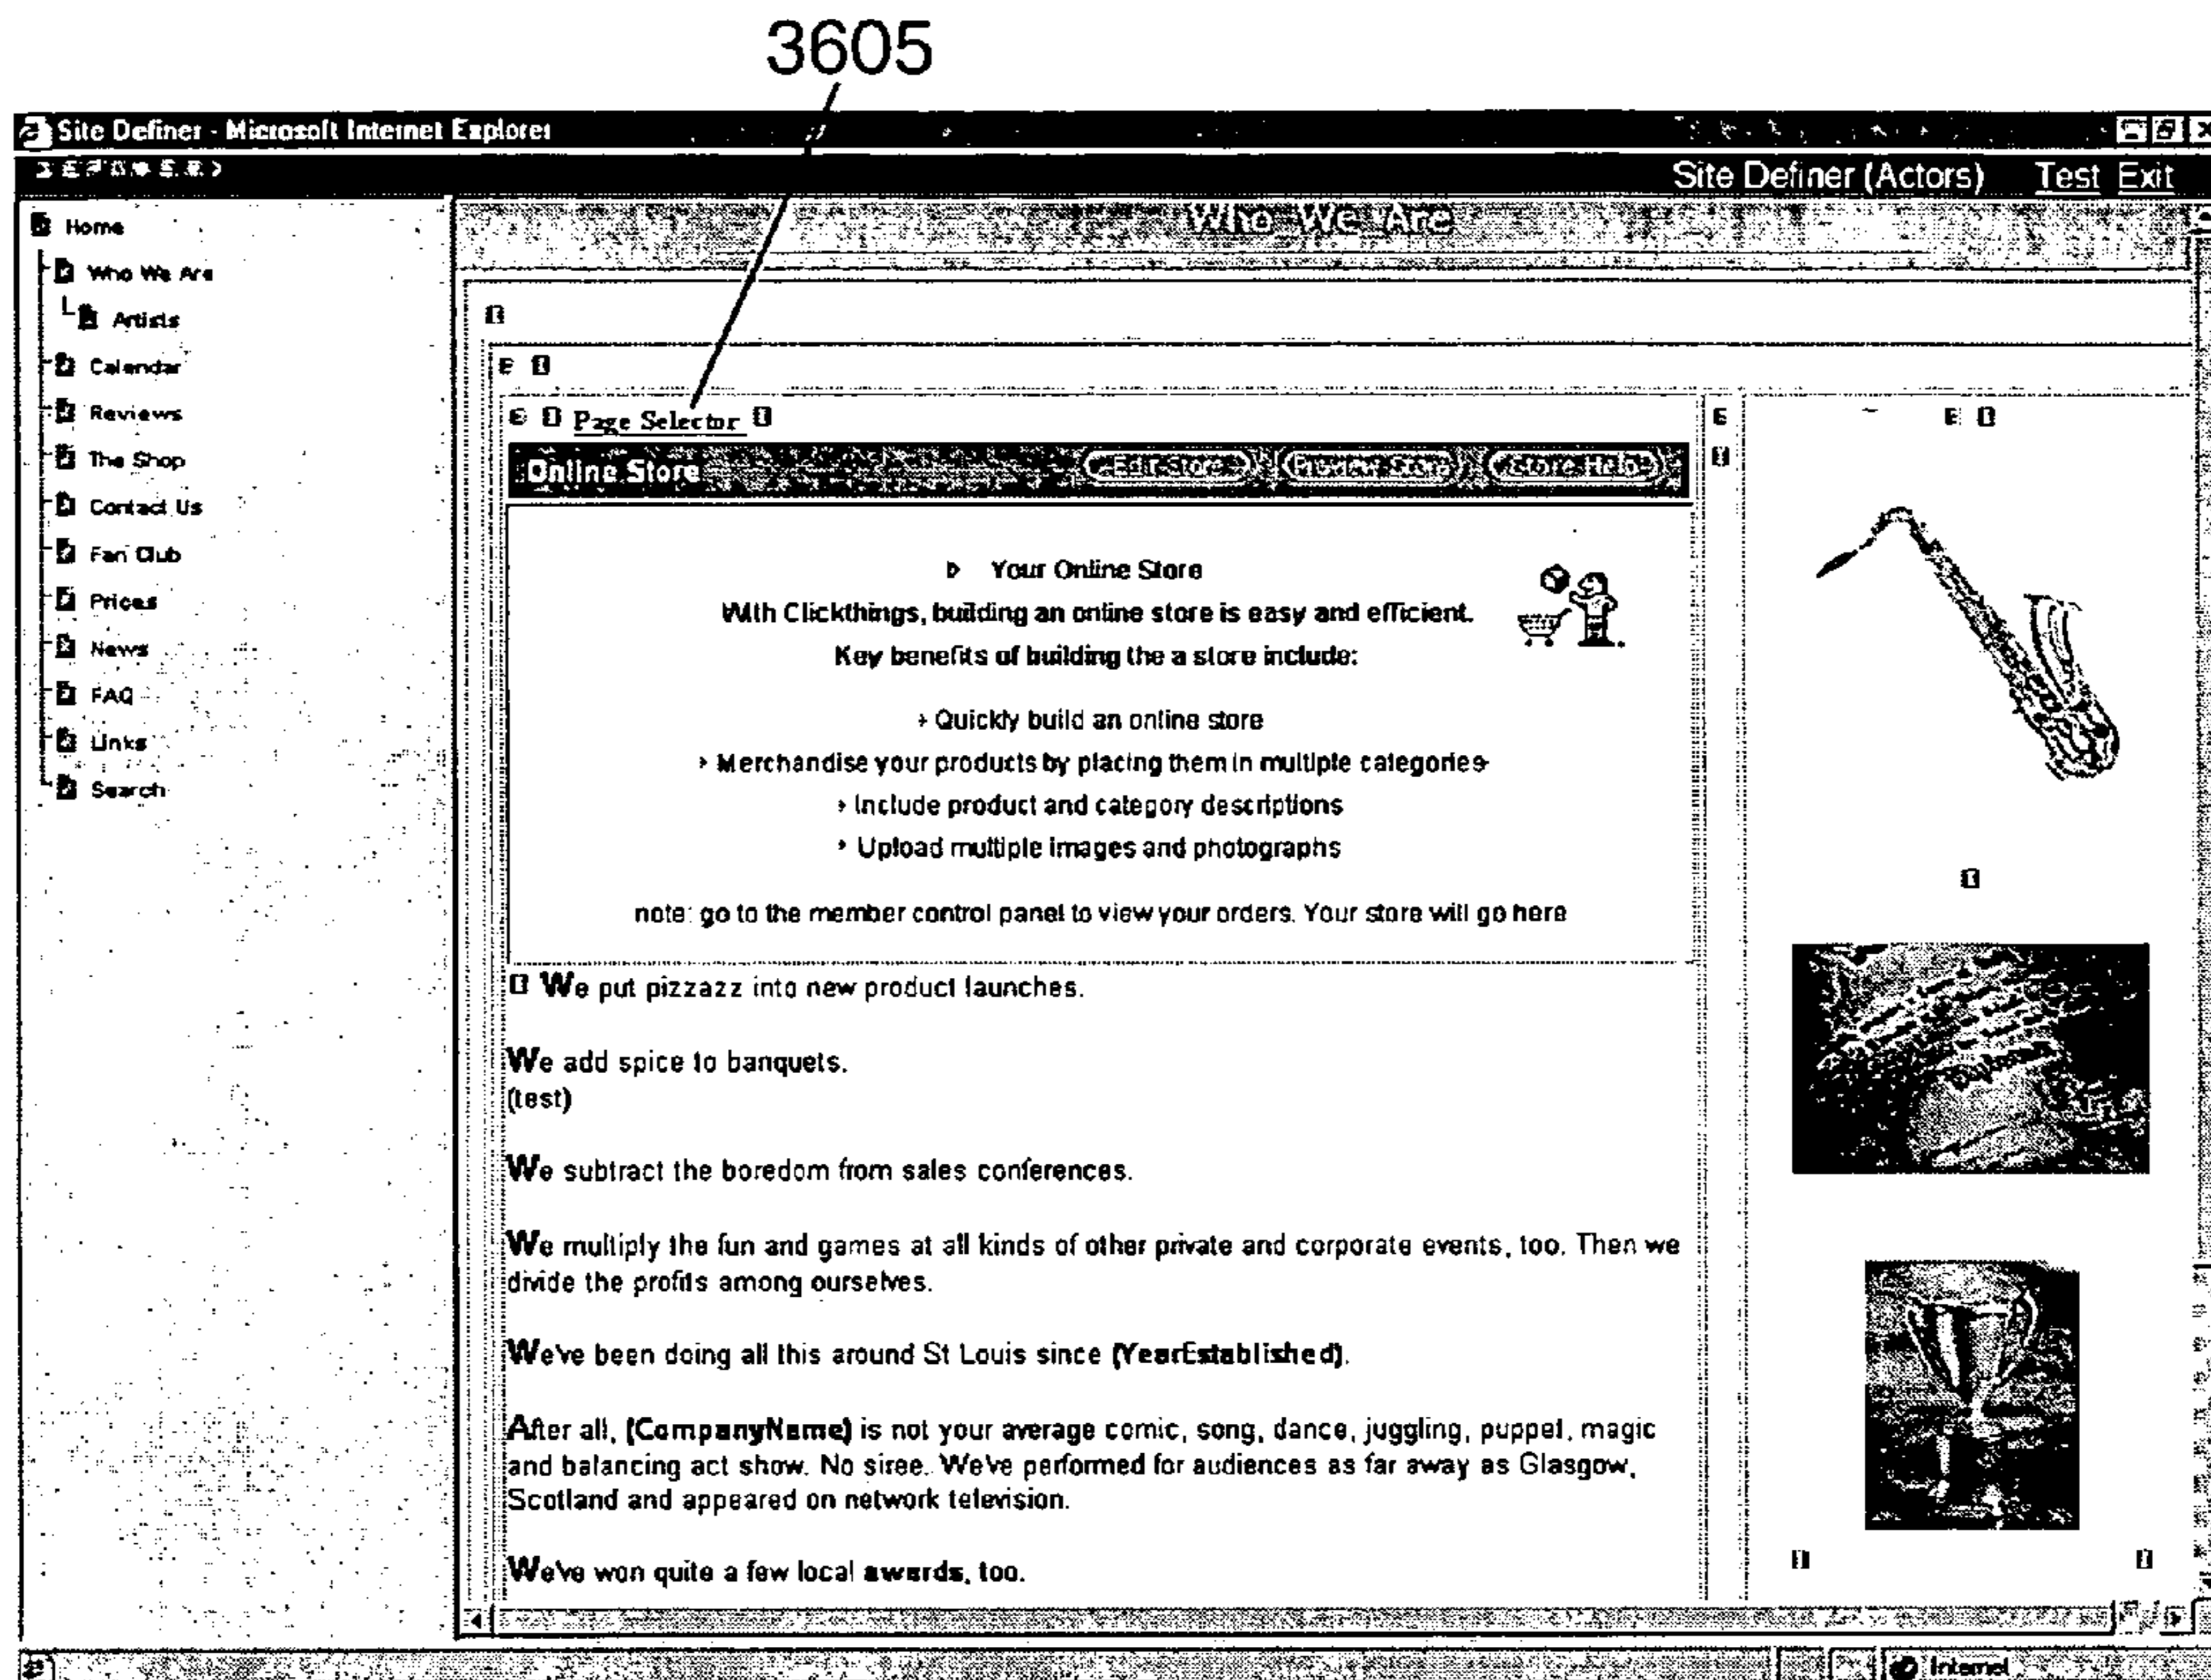 3605
Site Definer - Microsoft Internet Explorer
Site Definer (Actors) Test Exit
Home
Who We Are
Artists
Calendar
Reviews
The Shop
Contact Us
Fan Club
Prices
News
FAQ
Links
Search
Who We Are
E I
E I Page Selector I
E
I
E I
Online Store Edit Store Preview Store Store Help
Your Online Store
With Clickthings, building an online store is easy and efficient.
Key benefits of building the a store include:
Quickly build an online store
Merchandise your products by placing them in multiple categories
Include product and category descriptions
Upload multiple images and photographs
note: go to the member control panel to view your orders. Your store will go here
We put pizzazz into new product launches.
We add spice to banquets.
(test)
We subtract the boredom from sales conferences.
We multiply the fun and games at all kinds of other private and corporate events, too. Then we
divide the profits among ourselves.
We've been doing all this around St Louis since (YearEstablished).
After all, (CompanyName) is not your average comic, song, dance, juggling, puppet, magic
and balancing act show. No siree. We've performed for audiences as far away as Glasgow,
Scotland and appeared on network television.
We've won quite a few local awards, too.
Internet